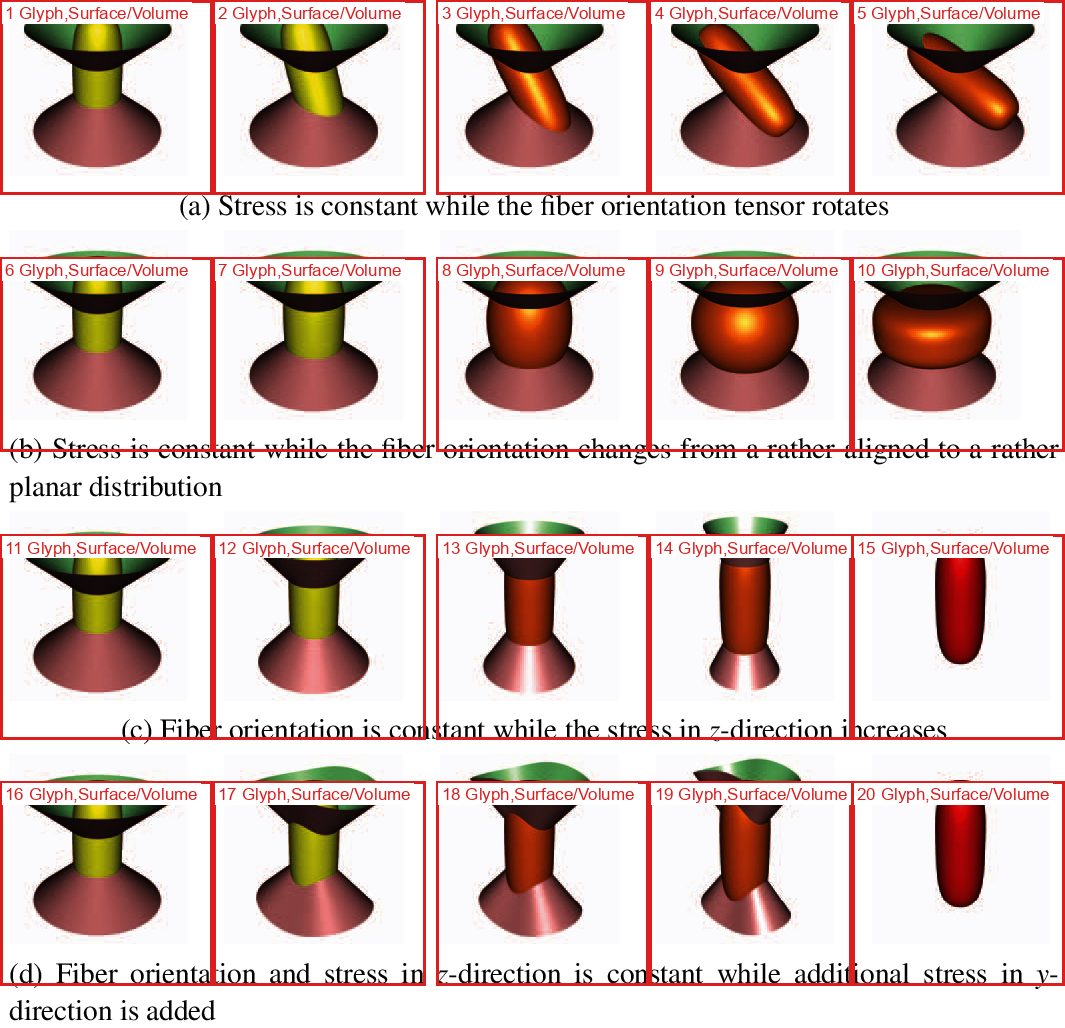 1 Glyph,Surface/Volume 2 Glyph,Surface/Volume 3 Glyph,Surface/Volume 4 Glyph,Surface/Volume 5 Glyph,Surface/Volume
(a) Stress is constant while the fiber orientation tensor rotates
6 Glyph,Surface/Volume 7 Glyph,Surface/Volume 8 Glyph,Surface/Volume 9 Glyph,Surface/Volume 10 Glyph,Surface/Volume
(b) Stress is constant while the fiber orientation changes from a rather aligned to a rather
planar distribution
11 Glyph,Surface/Volume 12 Glyph,Surface/Volume 13 Glyph,Surface/Volume 14 Glyph,Surface/Volume 15 Glyph,Surface/Volume
(c) Fiber orientation is constant while the stress in z-direction increases
16 Glyph,Surface/Volume 17 Glyph,Surface/Volume 18 Glyph,Surface/Volume 19 Glyph,Surface/Volume 20 Glyph,Surface/Volume
(d) Fiber orientation and stress in z-direction is constant while additional stress in y-
direction is added